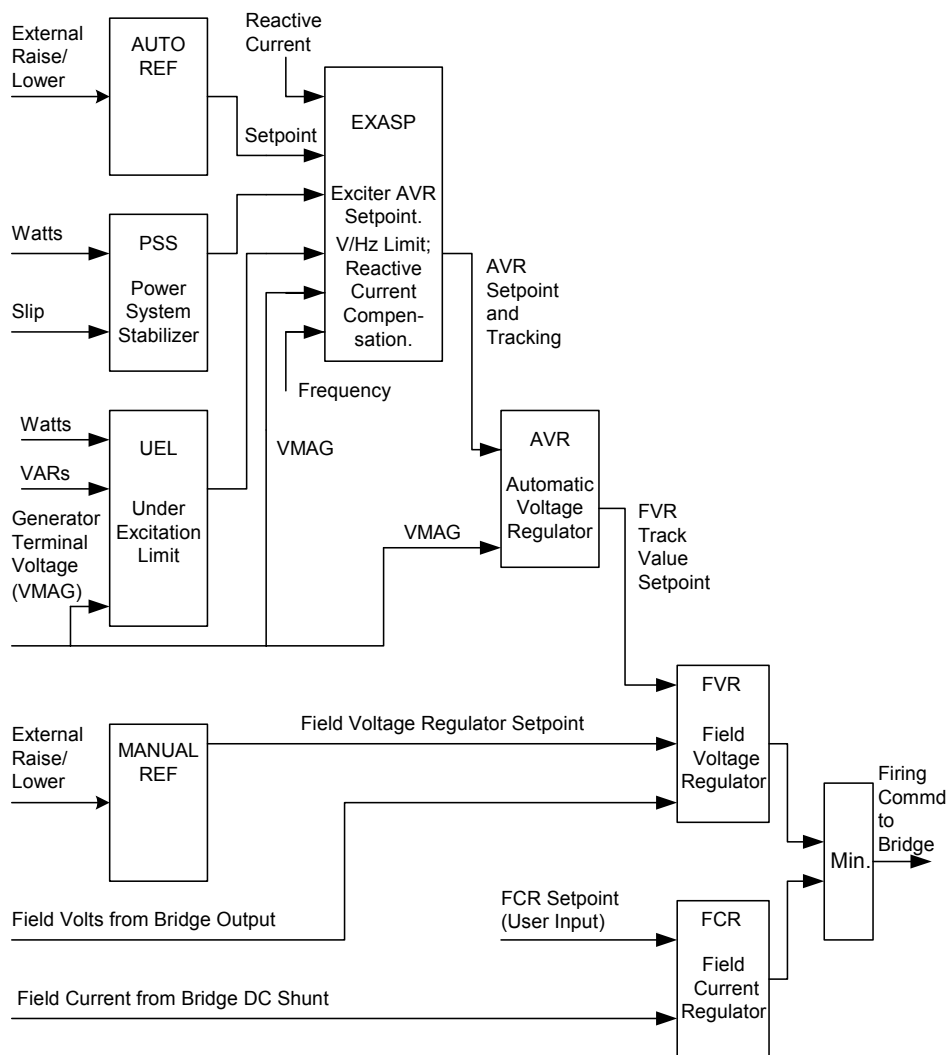 External
Raise/
Lower
AUTO
REF
Reactive
Current
Setpoint
EXASP
Exciter AVR
Setpoint.
V/Hz Limit;
Reactive
Current
Compen-
sation.
Watts
Slip
PSS
Power
System
Stabilizer
AVR
Setpoint
and
Tracking
Frequency
Watts
VARs
Generator
Terminal
Voltage
(VMAG)
UEL
Under
Excitation
Limit
VMAG
VMAG
AVR
Automatic
Voltage
Regulator
FVR
Track
Value
Setpoint
External
Raise/
Lower
MANUAL
REF
Field Voltage Regulator Setpoint
FVR
Field
Voltage
Regulator
Min.
Firing
Commd
to
Bridge
Field Volts from Bridge Output
FCR Setpoint
(User Input)
FCR
Field
Current
Regulator
Field Current from Bridge DC Shunt